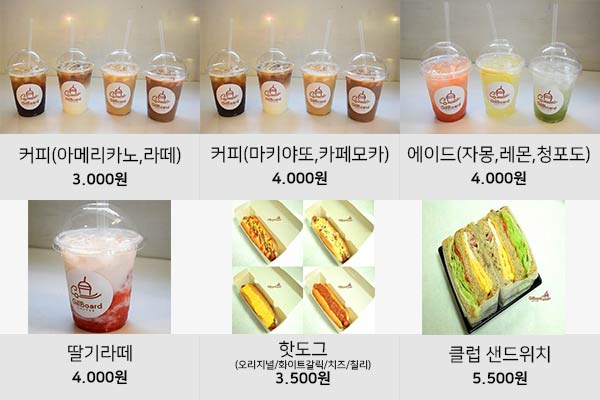 커피(아메리카노,라떼)
3.000원
커피(마키야또,카페모카)
4.000원
에이드(자몽,레몬,청포도)
4.000원
GillBoard
딸기라떼
4.000원
핫도그
(오리지널/화이트갈릭/치즈/칠리)
3.500원
클럽 샌드위치
5.500원